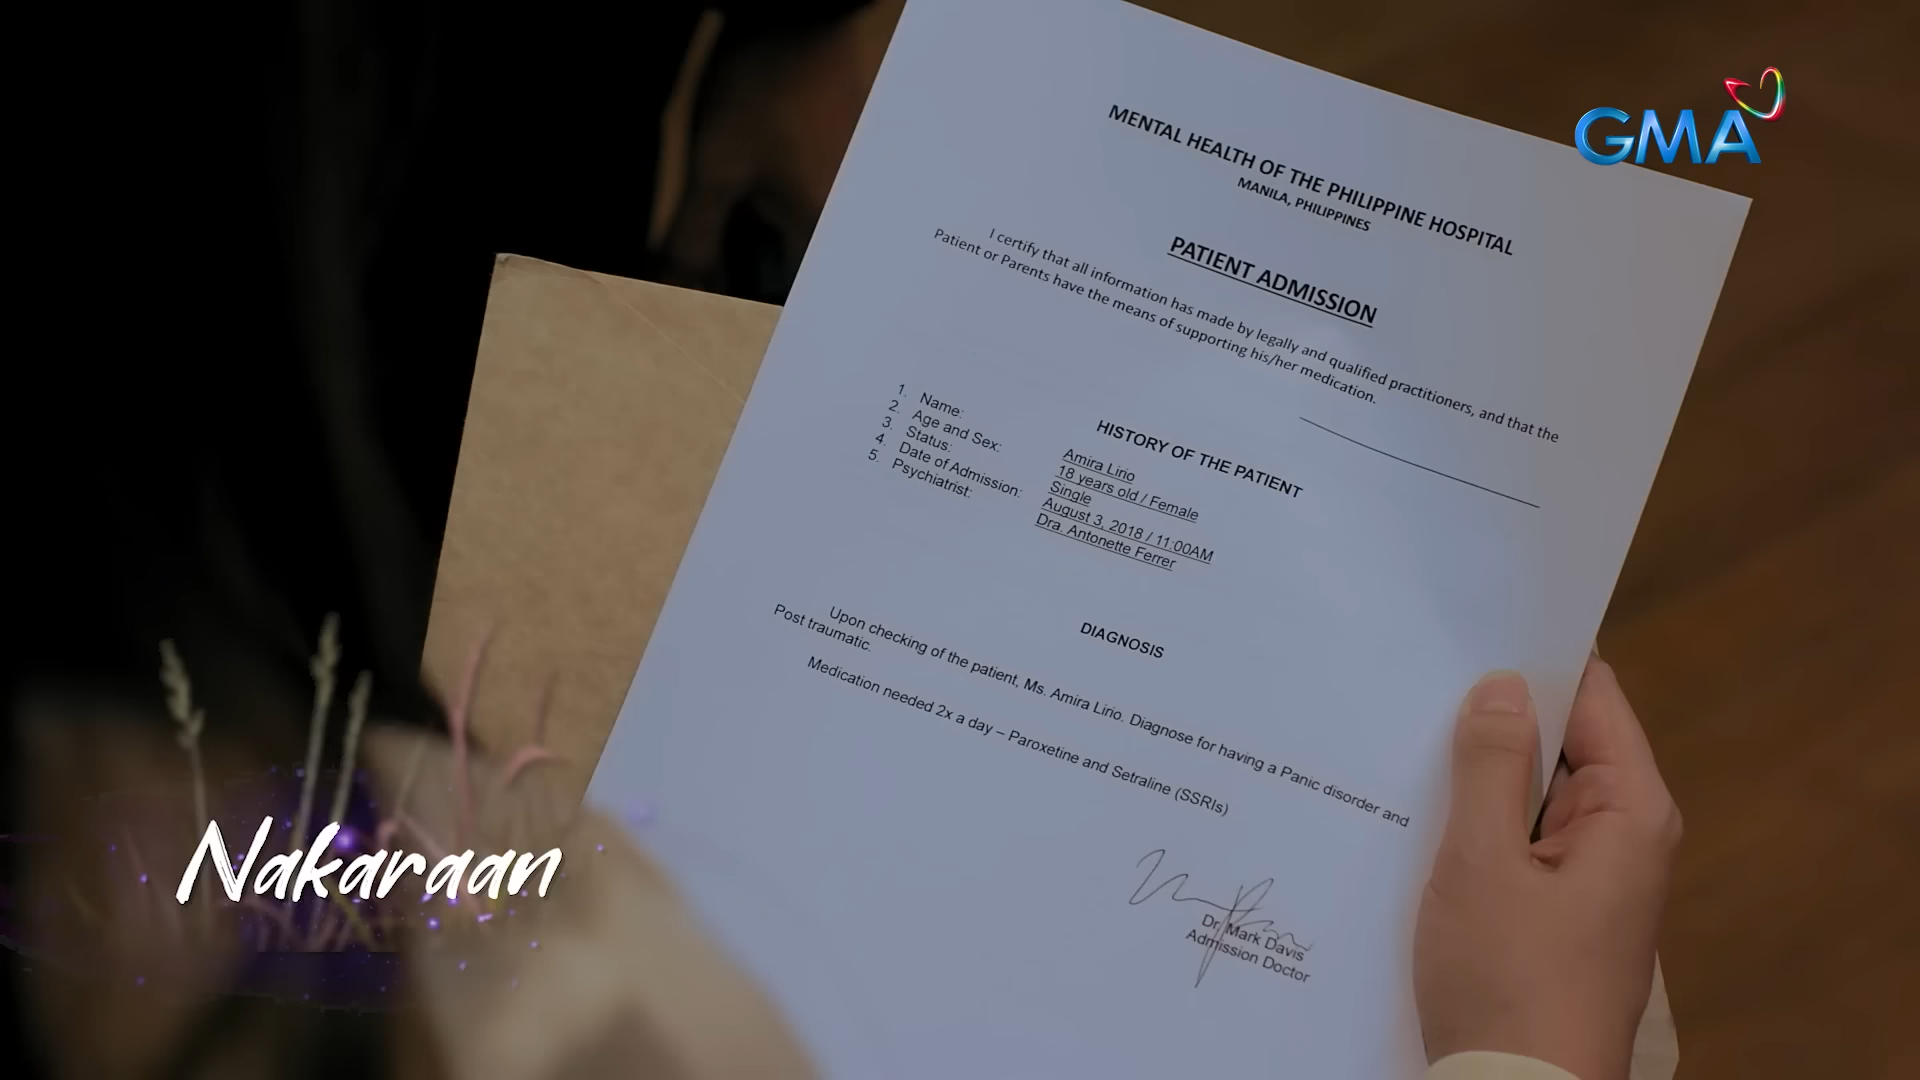 GMA
MENTAL HEALTH OF THE PHILIPPINE HOSPITAL
MANILA, PHILIPPINES
PATIENT ADMISSION
I certify that all information has made by legally and qualified practitioners, and that the
Patient or Parents have the means of supporting his/her medication.
HISTORY OF THE PATIENT
1. Name: Amira Lirio
2. Age and Sex: 18 years old / Female
3. Status: Single
4. Date of Admission: August 3, 2018 / 11:00AM
5. Psychiatrist: Dra. Antonette Ferrer
DIAGNOSIS
Upon checking of the patient, Ms. Amira Lirio. Diagnose for having a Panic disorder and
Post traumatic.
Medication needed 2x a day – Paroxetine and Setraline (SSRIs)
Dr. Mark Davis
Admission Doctor
Nakaraan